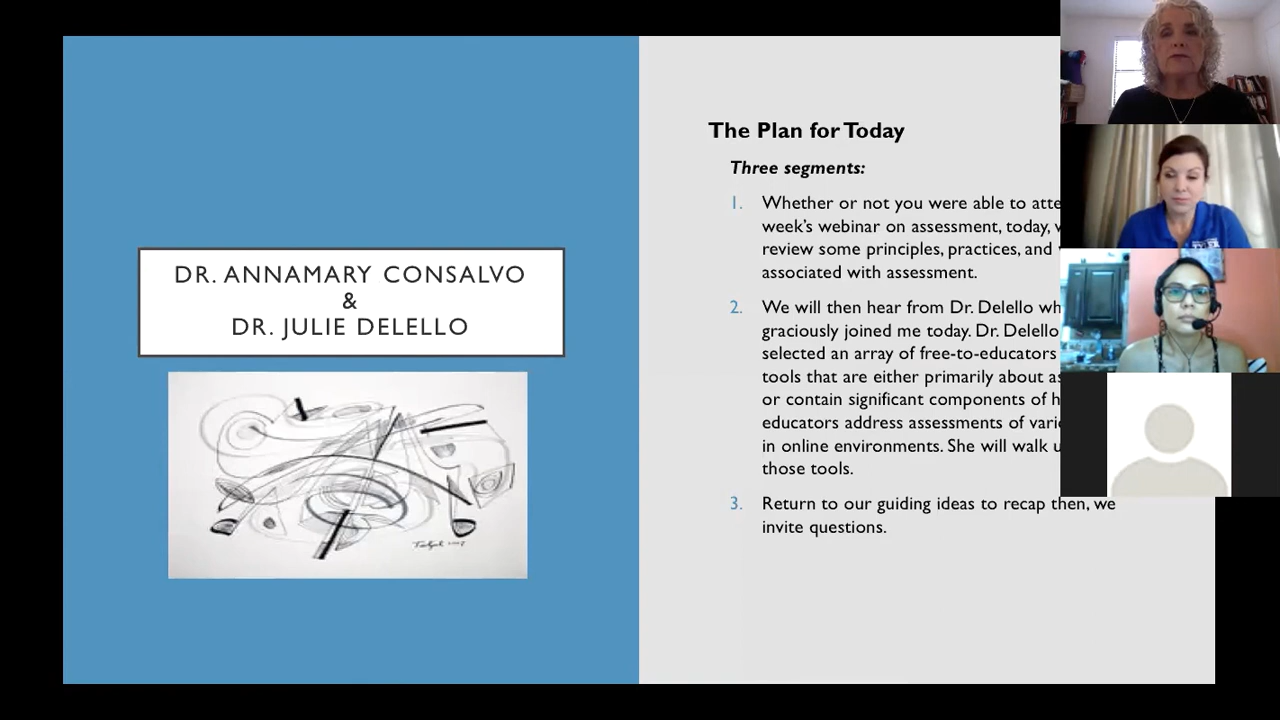 DR. ANNAMARY CONSALVO
&
DR. JULIE DELELLO
The Plan for Today
Three segments:
1. Whether or not you were able to atte
week's webinar on assessment, today,
review some principles, practices, and
associated with assessment.
2. We will then hear from Dr. Delello wh
graciously joined me today. Dr. Delello
selected an array of free-to-educators
tools that are either primarily about as
or contain significant components of h
educators address assessments of vari
in online environments. She will walk u
those tools.
3. Return to our guiding ideas to recap then, we
invite questions.